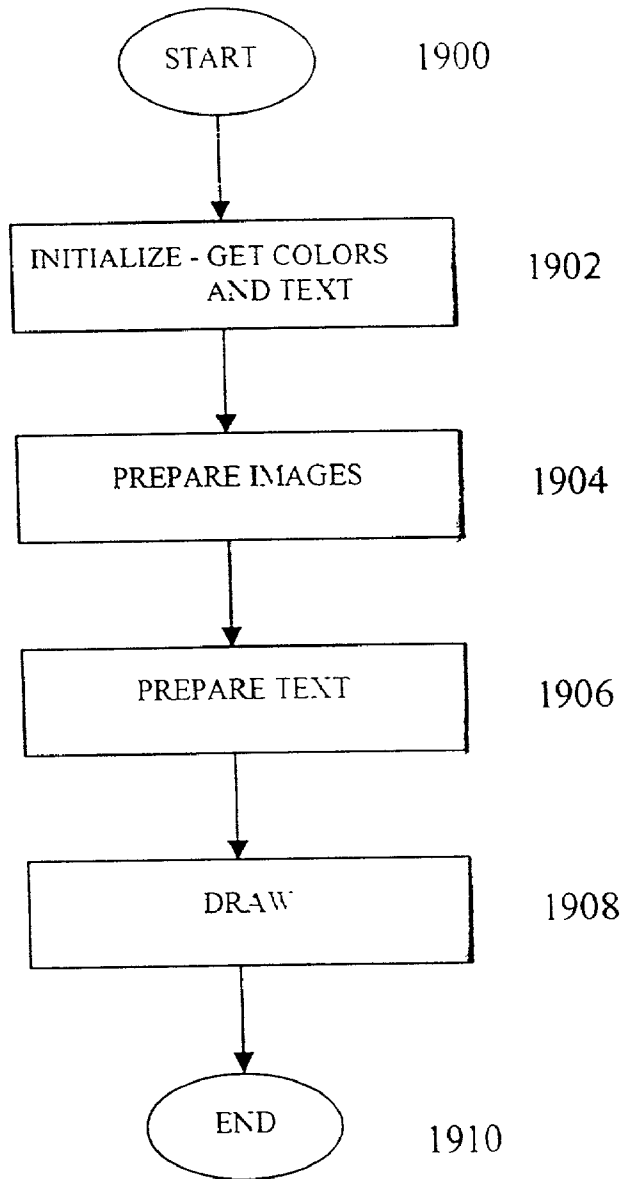 START 1900
INITIALIZE - GET COLORS
AND TEXT
1902
PREPARE IMAGES 1904
PREPARE TEXT 1906
DRAW 1908
END 1910